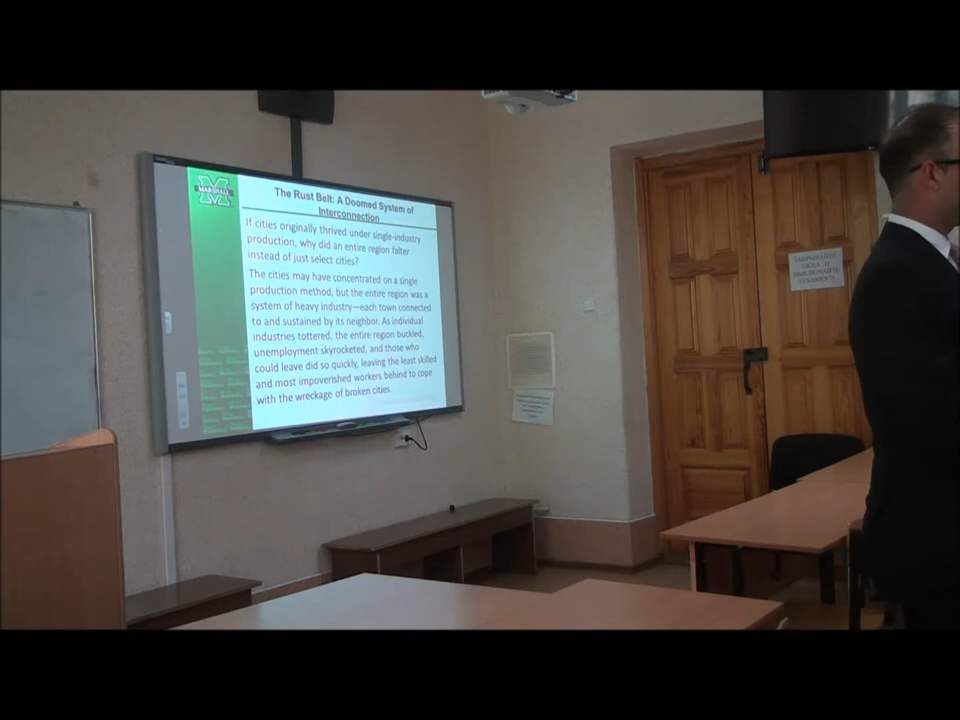 MARSHALL
The Rust Belt: A Doomed System of
Interconnection
If cities originally thrived under single-industry
production, why did an entire region falter
instead of just select cities?
The cities may have concentrated on a single
production method, but the entire region was a
system of heavy industry—each town connected
to and sustained by its neighbor. As individual
industries tottered, the entire region buckled,
unemployment skyrocketed, and those who
could leave did so quickly, leaving the least skilled
and most impoverished workers behind to cope
with the wreckage of broken cities.
ЗАКРЫВАЙТЕ
ОКНА И
ВЫКЛЮЧАЙТЕ
ТЕХНИКУ!